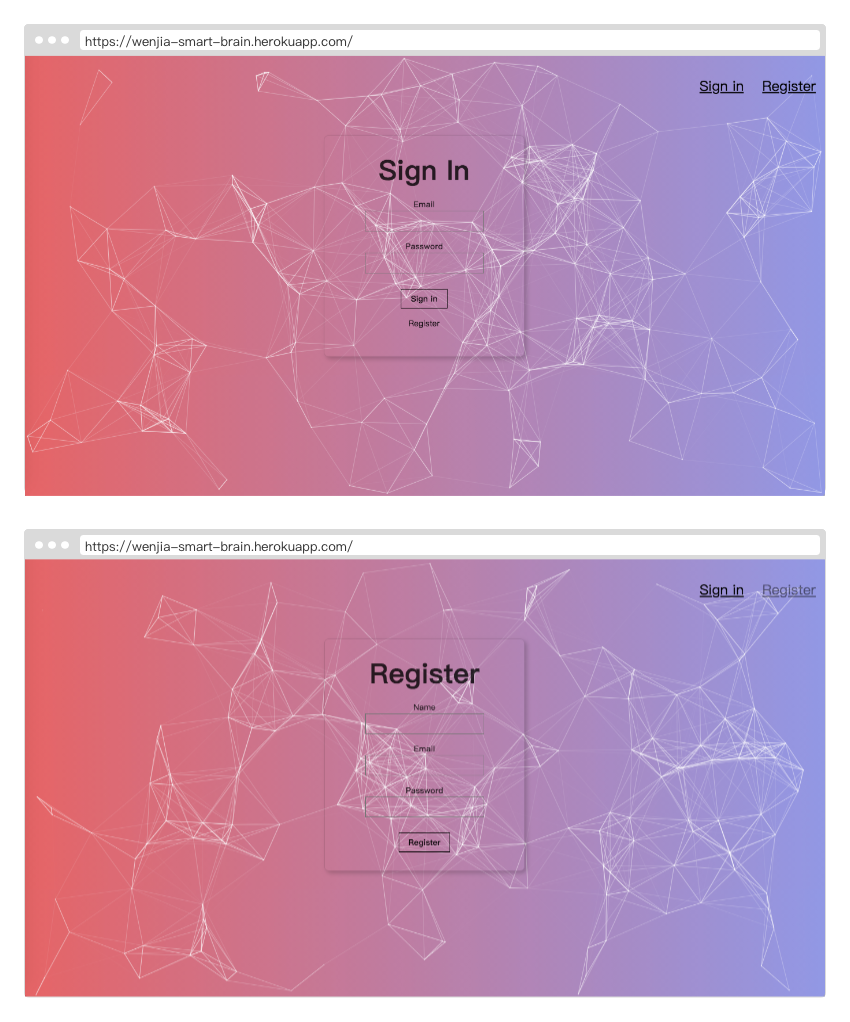 https://wenjia-smart-brain.herokuapp.com/
Sign in Register
Sign In
Email
Password
Sign in
Register
https://wenjia-smart-brain.herokuapp.com/
Sign in Register
Register
Name
Email
Password
Register